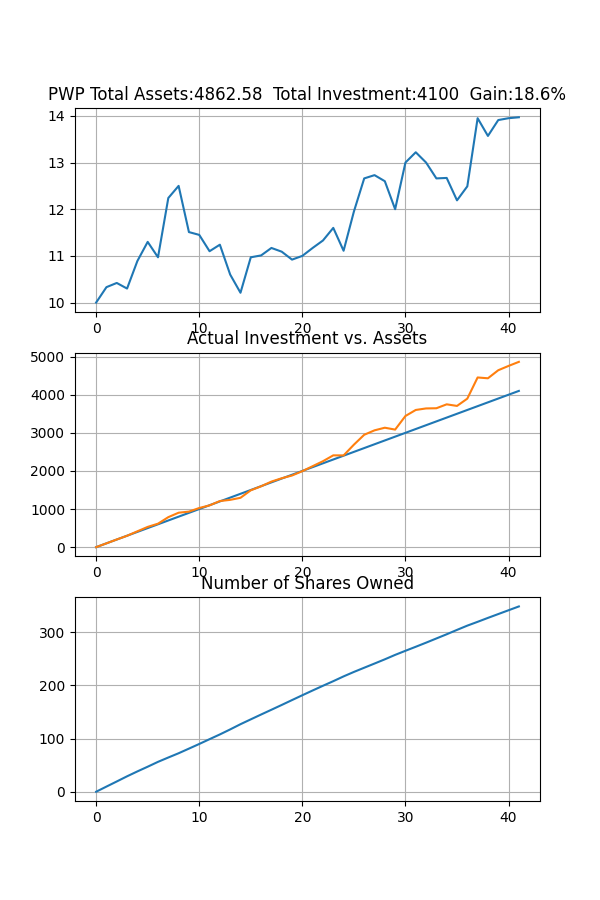 PWP Total Assets:4862.58  Total Investment:4100  Gain:18.6%
14
13
12
11
10
0 10 20 30 40
Actual Investment vs. Assets
5000
4000
3000
2000
1000
0
0 10 20 30 40
Number of Shares Owned
300
200
100
0
0 10 20 30 40